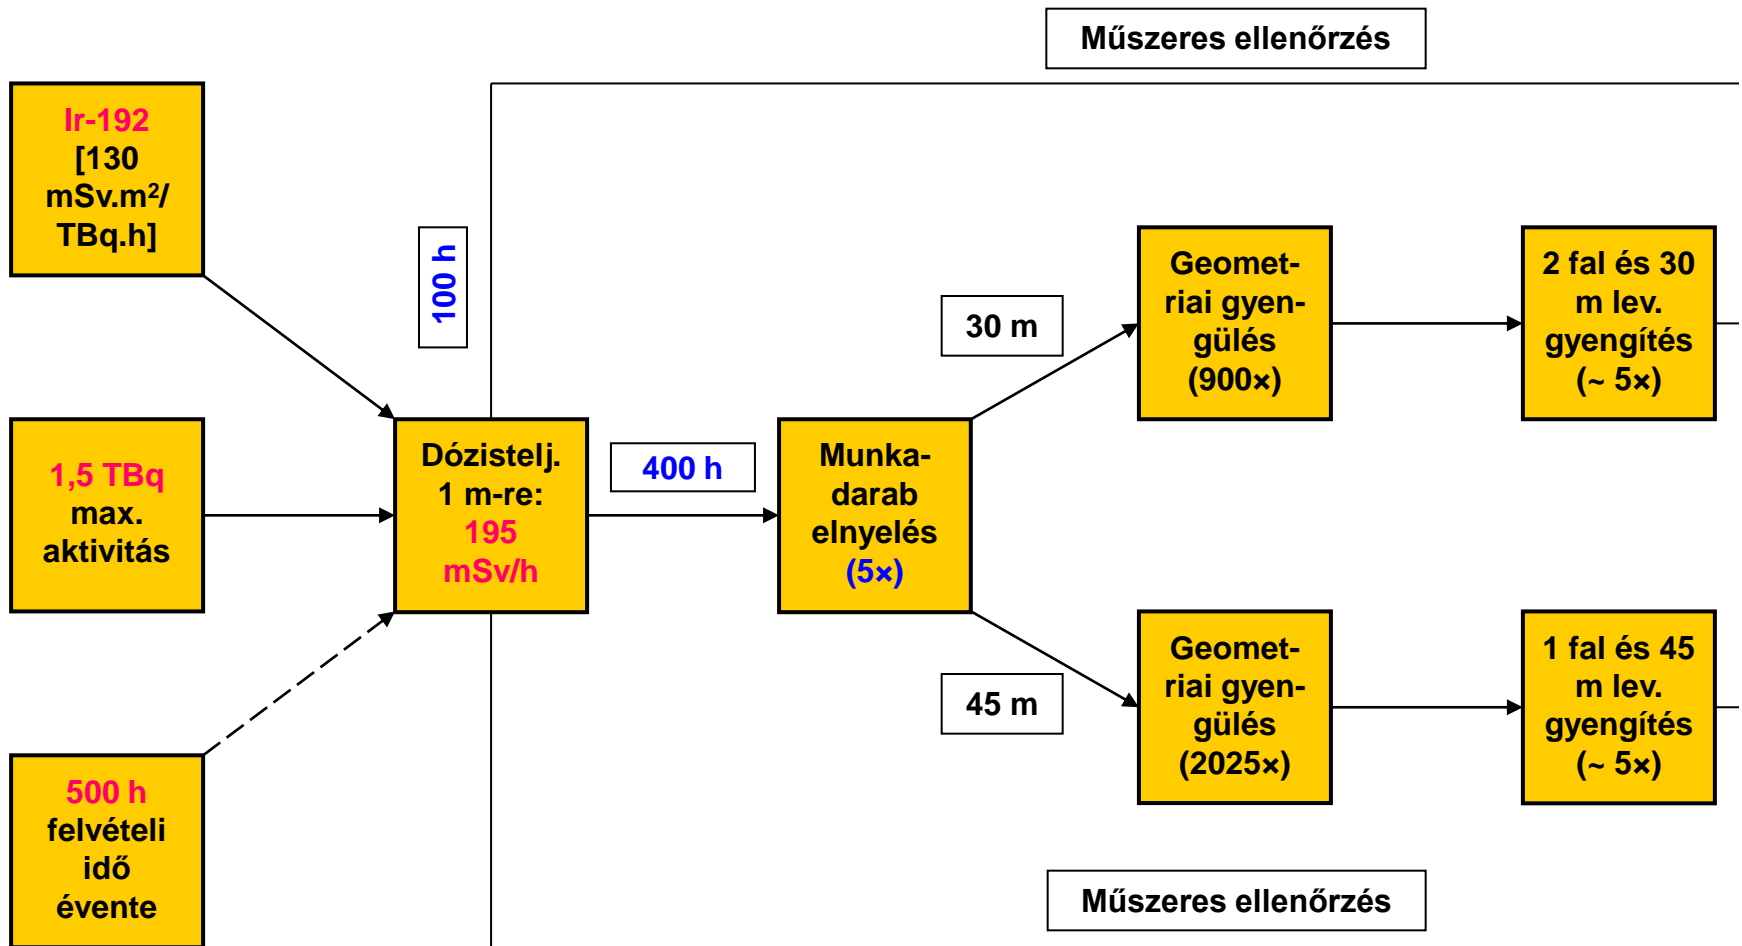 Műszeres ellenőrzés
Ir-192
[130
mSv.m²/
TBq.h]
100 h
1,5 TBq
max.
aktivitás
500 h
felvételi
idő
évente
Dózistelj.
1 m-re:
195
mSv/h
400 h
Munka-
darab
elnyelés
(5×)
30 m
45 m
Geomet-
riai gyen-
gülés
(900×)
2 fal és 30
m lev.
gyengítés
(~ 5×)
Geomet-
riai gyen-
gülés
(2025×)
1 fal és 45
m lev.
gyengítés
(~ 5×)
Műszeres ellenőrzés